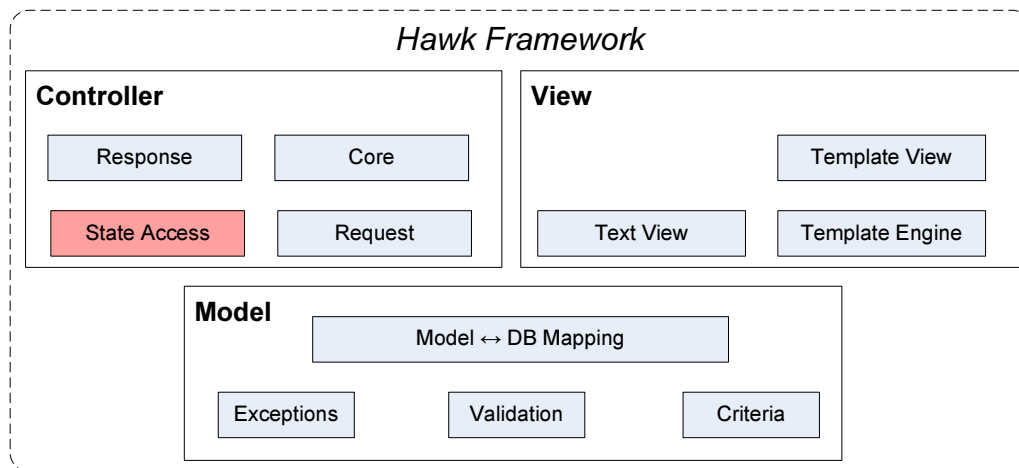 Hawk Framework
Controller
Response
Core
State Access
Request
View
Template View
Text View
Template Engine
Model
Model ↔ DB Mapping
Exceptions
Validation
Criteria